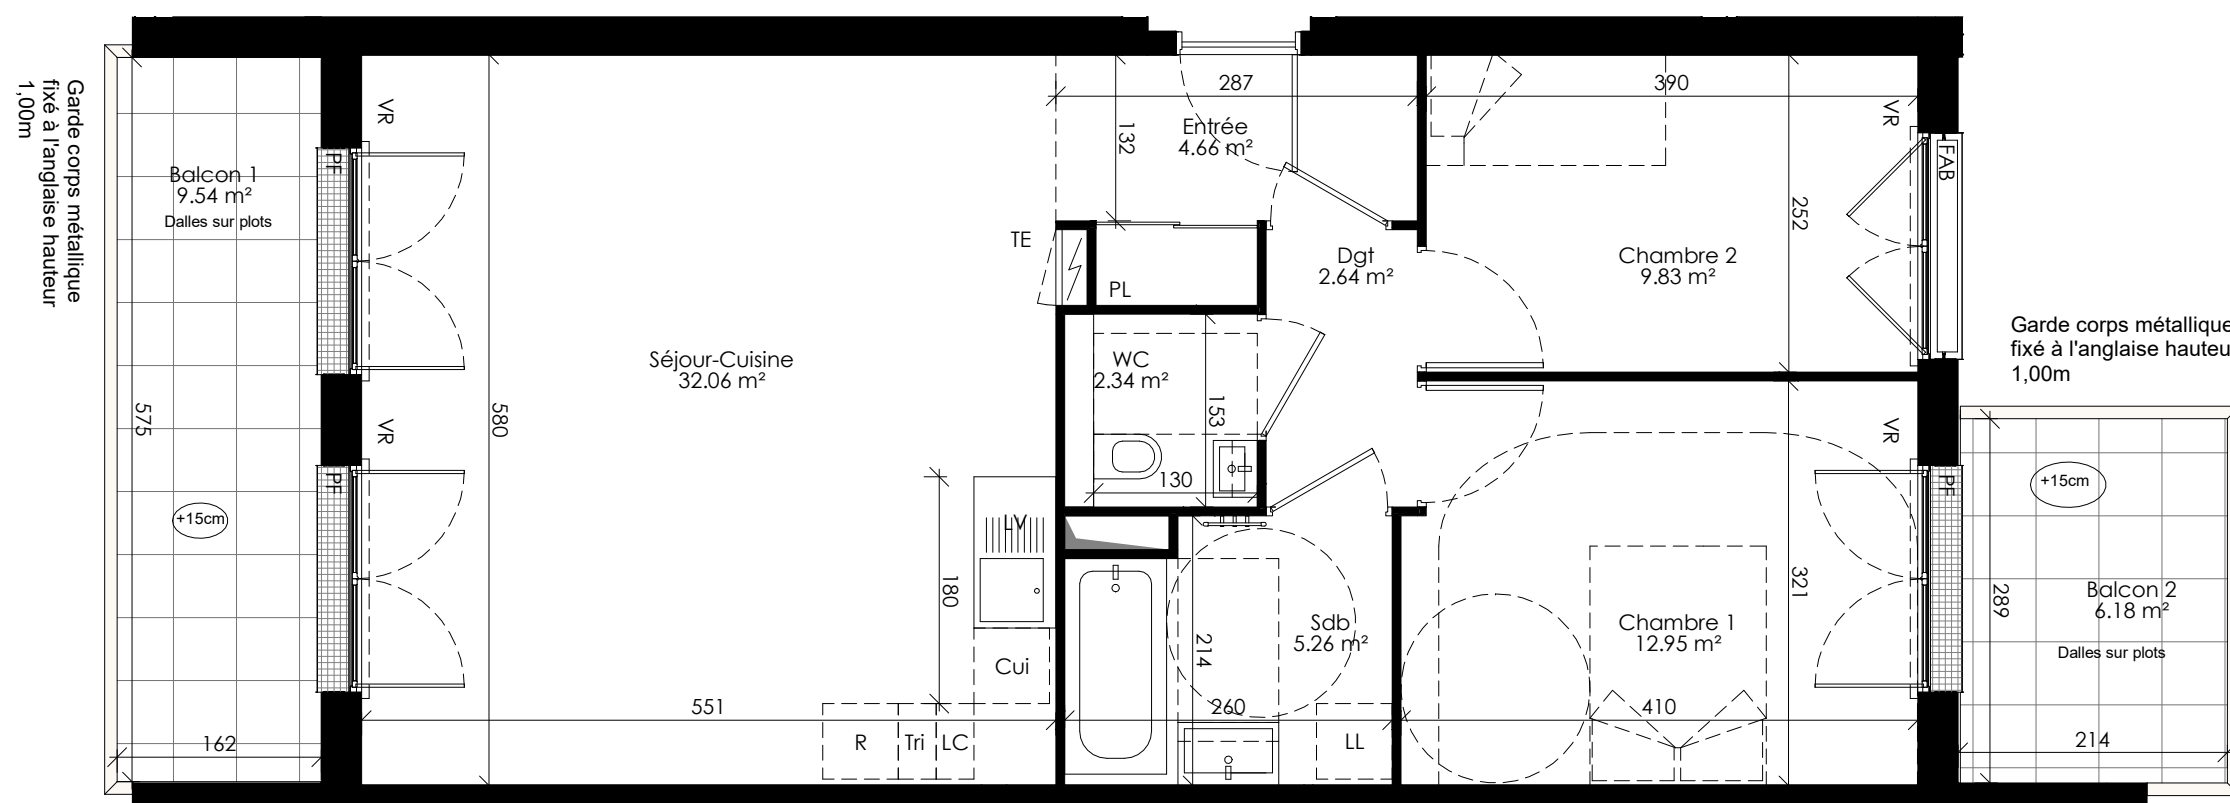 Garde corps métallique
fixé à l'anglaise hauteur
1,00m
Balcon 1
9.54 m²
Dalles sur plots
+15cm
575
162
VR
PF
VR
PF
580
Séjour-Cuisine
32.06 m²
551
180
LV
Cui
R
Tri
LC
287
132
Entrée
4.66 m²
TE
PL
Dgt
2.64 m²
WC
2.34 m²
153
130
Sdb
5.26 m²
214
260
LL
390
VR
FAB
252
Chambre 2
9.83 m²
VR
PF
321
Chambre 1
12.95 m²
410
Garde corps métallique
fixé à l'anglaise hauteu
1,00m
+15cm
289
Balcon 2
6.18 m²
Dalles sur plots
214